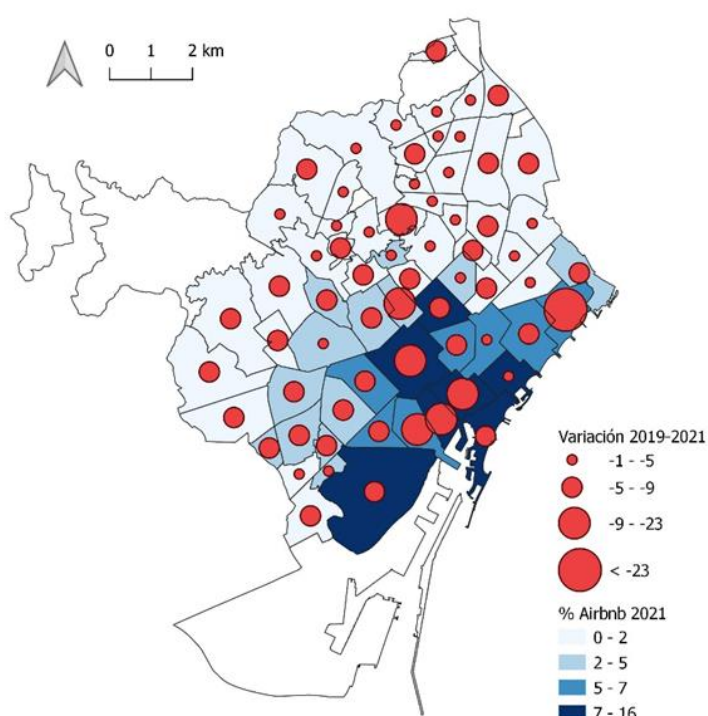 0 1 2 km
Variación 2019-2021
-1 - -5
-5 - -9
-9 - -23
< -23
% Airbnb 2021
0 - 2
2 - 5
5 - 7
7 - 16